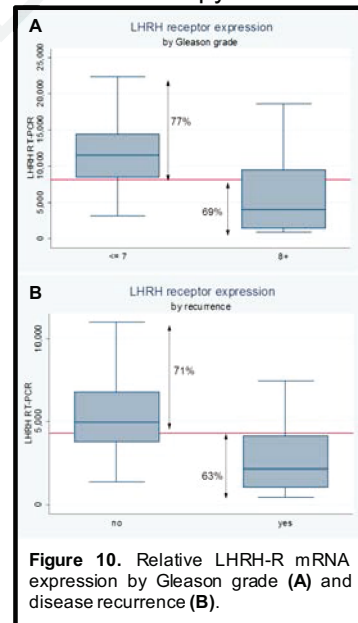 A
LHRH receptor expression
by Gleason grade
LHRH RT-PCR
25,000
20,000
15,000
10,000
5,000
0
77%
69%
<= 7
8+
B
LHRH receptor expression
by recurrence
LHRH RT-PCR
10,000
5,000
0
71%
63%
no
yes
Figure 10. Relative LHRH-R mRNA
expression by Gleason grade (A) and
disease recurrence (B).